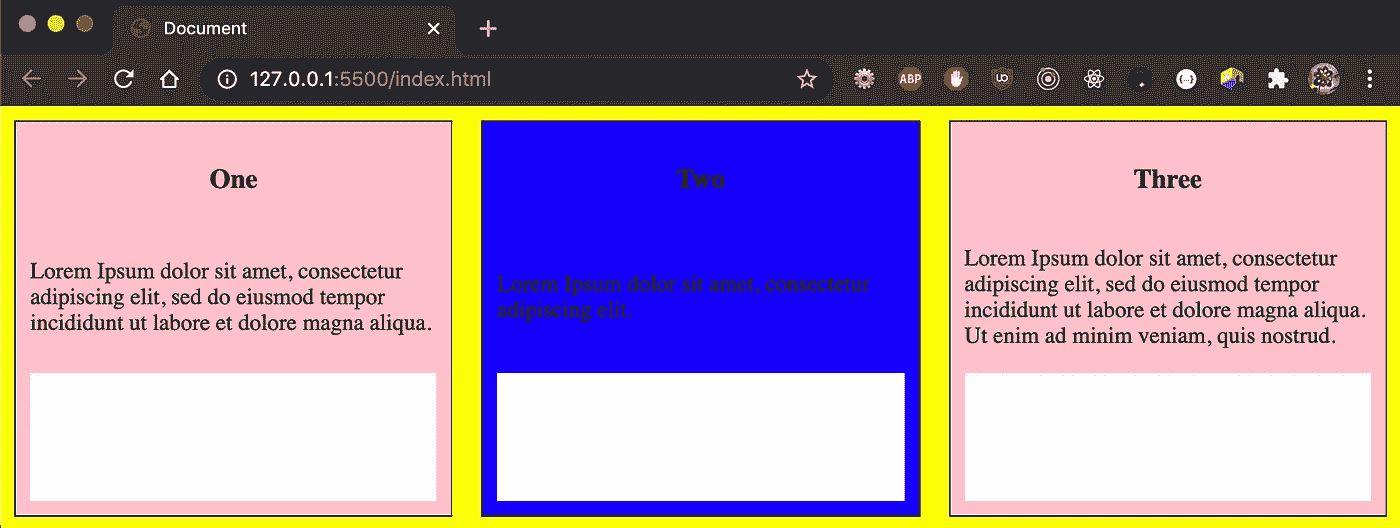 Document
127.0.0.1:5500/index.html
ABP
UO
One
Lorem Ipsum dolor sit amet, consectetur
adipiscing elit, sed do eiusmod tempor
incididunt ut labore et dolore magna aliqua.
Two
Lorem Ipsum dolor sit amet, consectetur
adipiscing elit.
Three
Lorem Ipsum dolor sit amet, consectetur
adipiscing elit, sed do eiusmod tempor
incididunt ut labore et dolore magna aliqua.
Ut enim ad minim veniam, quis nostrud.